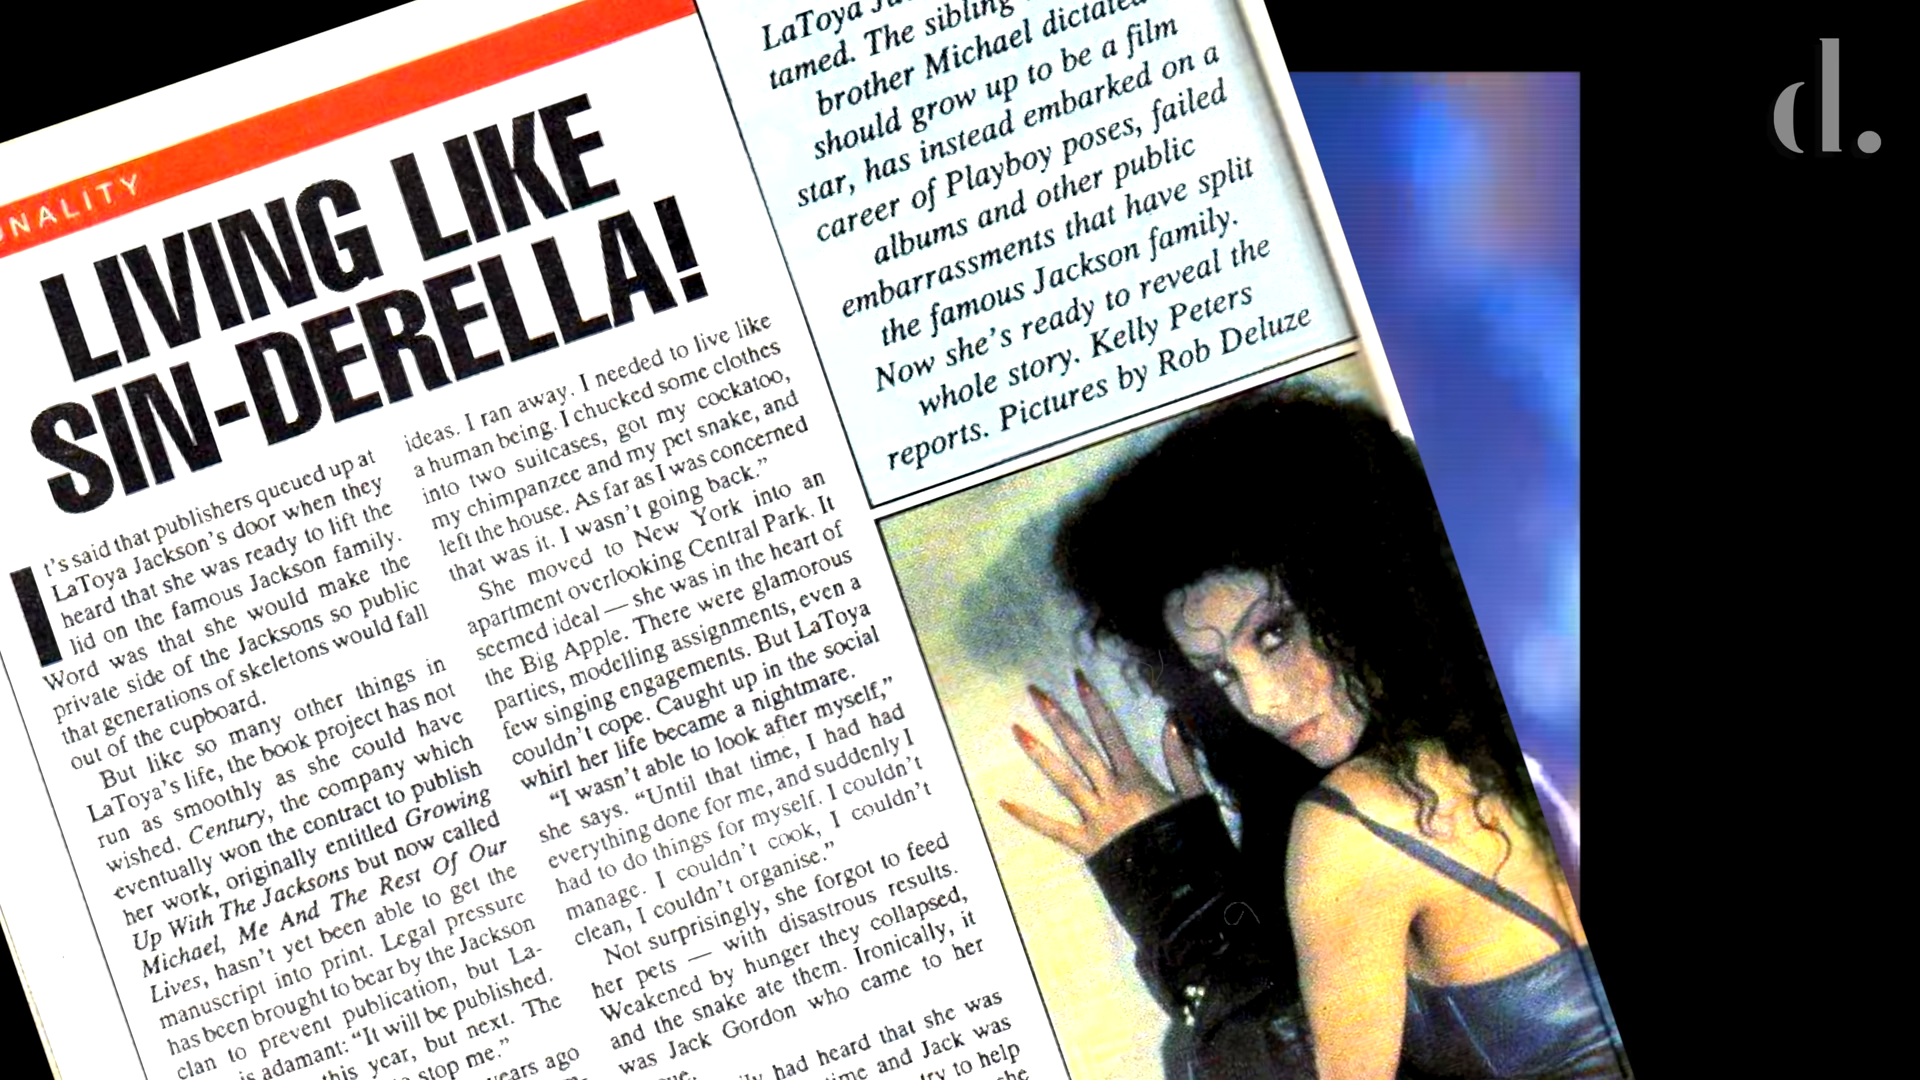 NALITY
LIVING LIKE
SIN-DERELLA!
It's said that publishers queued up at
LaToya Jackson's door when they
heard that she was ready to lift the
lid on the famous Jackson family.
Word was that she would make the
private side of the Jacksons so public
that generations of skeletons would fall
out of the cupboard.
But like so many other things in
LaToya's life, the book project has not
run as smoothly as she could have
wished. Century, the company which
eventually won the contract to publish
her work, originally entitled Growing
Up With The Jacksons but now called
Michael, Me And The Rest Of Our
Lives, hasn't yet been able to get the
manuscript into print. Legal pressure
has been brought to bear by the Jackson
clan to prevent publication, but La-
is adamant: "It will be published.
this year, but next. The
stop me."
years ago
ideas. I ran away. I needed to live like
a human being. I chucked some clothes
into two suitcases, got my cockatoo,
my chimpanzee and my pet snake, and
left the house. As far as I was concerned
that was it. I wasn't going back."
She moved to New York into an
apartment overlooking Central Park. It
seemed ideal — she was in the heart of
the Big Apple. There were glamorous
parties, modelling assignments, even a
few singing engagements. But LaToya
couldn't cope. Caught up in the social
whirl her life became a nightmare.
"I wasn't able to look after myself,"
she says. "Until that time, I had had
everything done for me, and suddenly I
had to do things for myself. I couldn't
manage. I couldn't cook, I couldn't
clean, I couldn't organise."
Not surprisingly, she forgot to feed
her pets — with disastrous results.
Weakened by hunger they collapsed,
and the snake ate them. Ironically, it
was Jack Gordon who came to her
had heard that she was
time and Jack was
try to help
she
LaToya
tamed. The sibling
brother Michael dictated
should grow up to be a film
star, has instead embarked on a
career of Playboy poses, failed
albums and other public
embarrassments that have split
the famous Jackson family.
Now she's ready to reveal the
whole story. Kelly Peters
reports. Pictures by Rob Deluze
d.